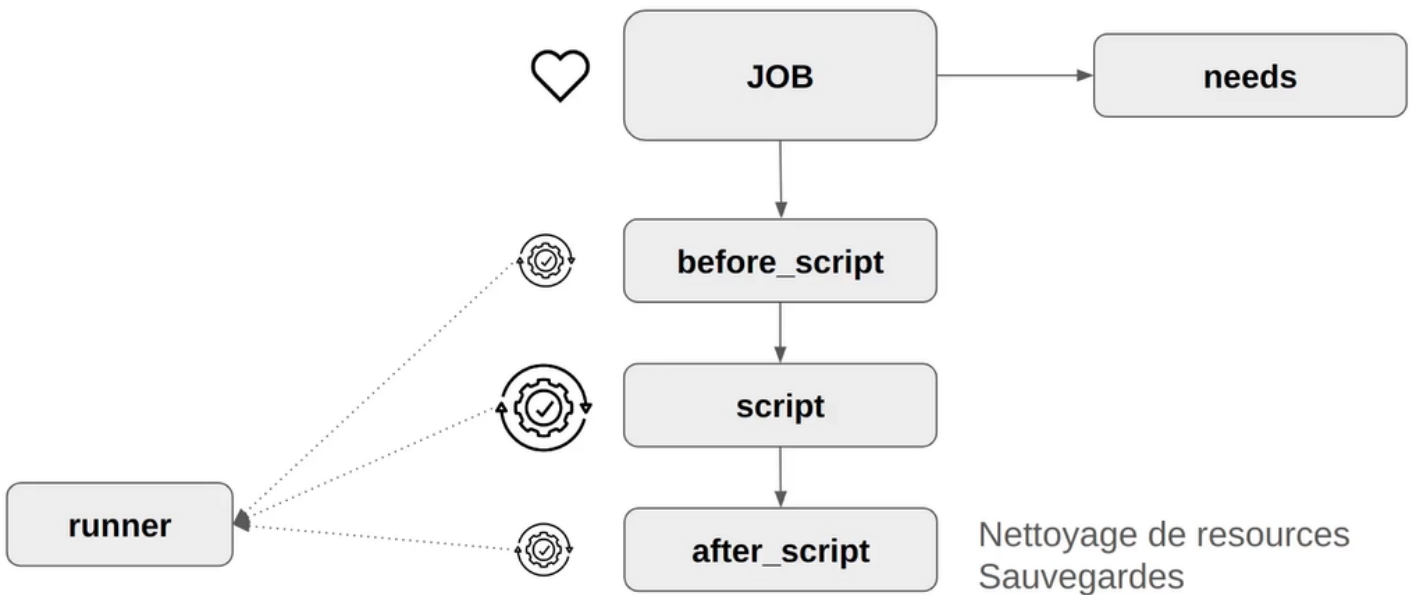 JOB
needs
before_script
script
runner
after_script
Nettoyage de resources
Sauvegardes